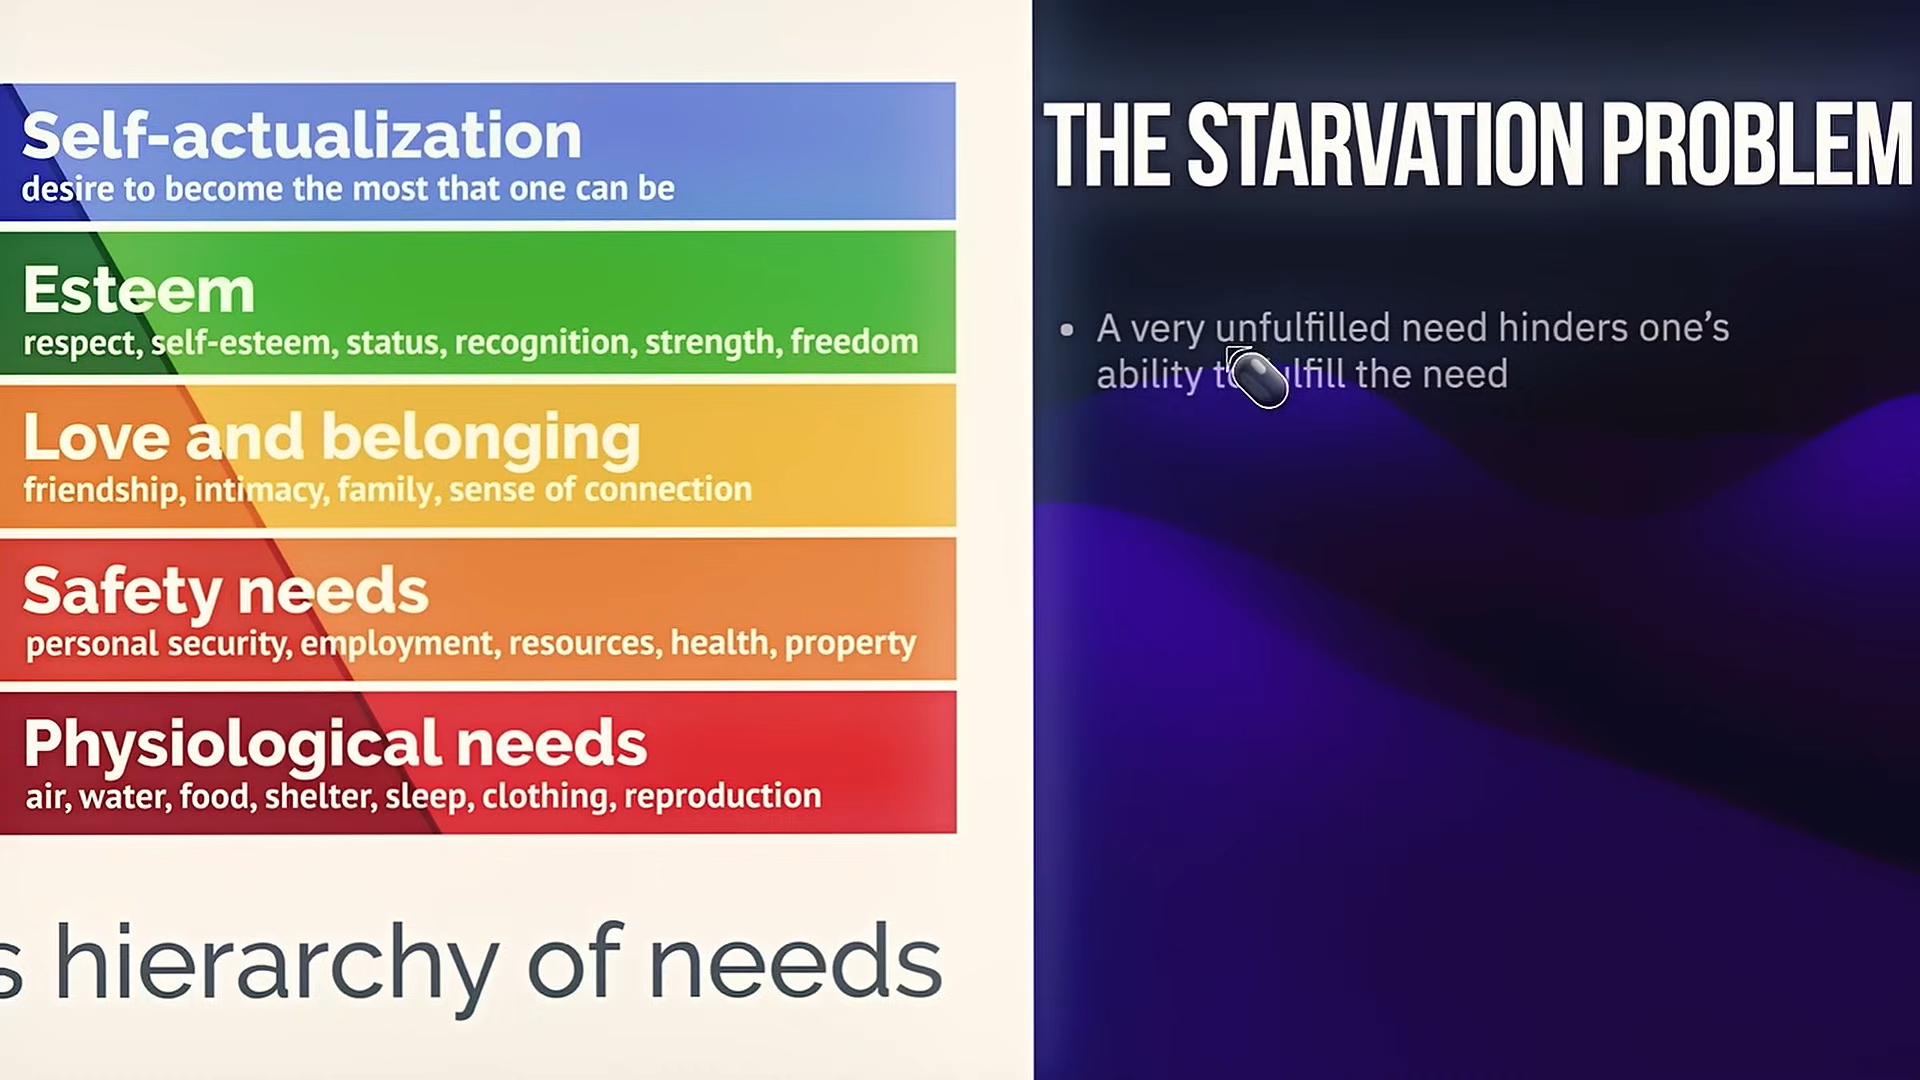 Self-actualization
desire to become the most that one can be
Esteem
respect, self-esteem, status, recognition, strength, freedom
Love and belonging
friendship, intimacy, family, sense of connection
Safety needs
personal security, employment, resources, health, property
Physiological needs
air, water, food, shelter, sleep, clothing, reproduction
s hierarchy of needs
THE STARVATION PROBLEM
• A very unfulfilled need hinders one’s
ability the need